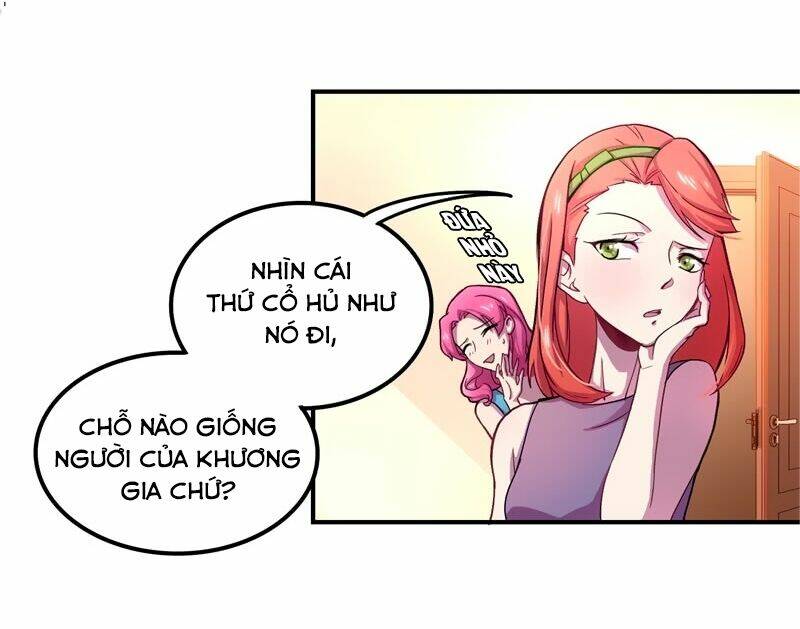 NHÌN CÁI
THỨ CỔ HỦ NHƯ
NÓ ĐI,
ĐỨA
NHỎ
NÀY
CHỖ NÀO GIỐNG
NGƯỜI CỦA KHƯƠNG
GIA CHỨ?